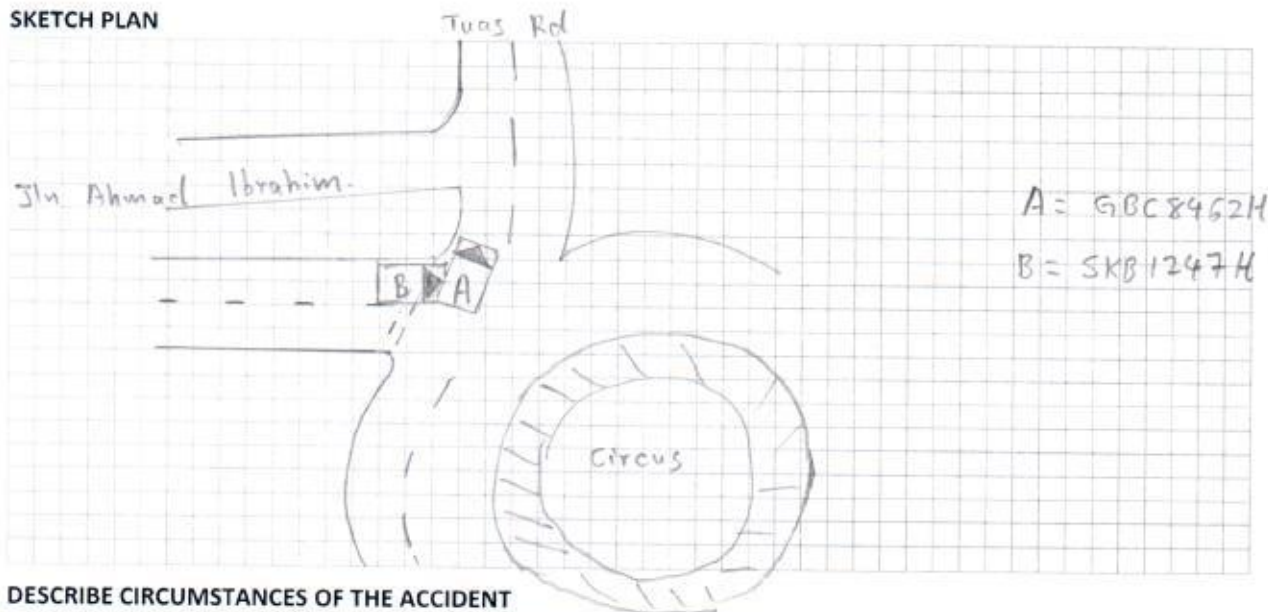 SKETCH PLAN
Tuas Rd
Jln Ahmad Ibrahim.
A = GBC8462H
B = SKB1247H
B
A
Circus
DESCRIBE CIRCUMSTANCES OF THE ACCIDENT